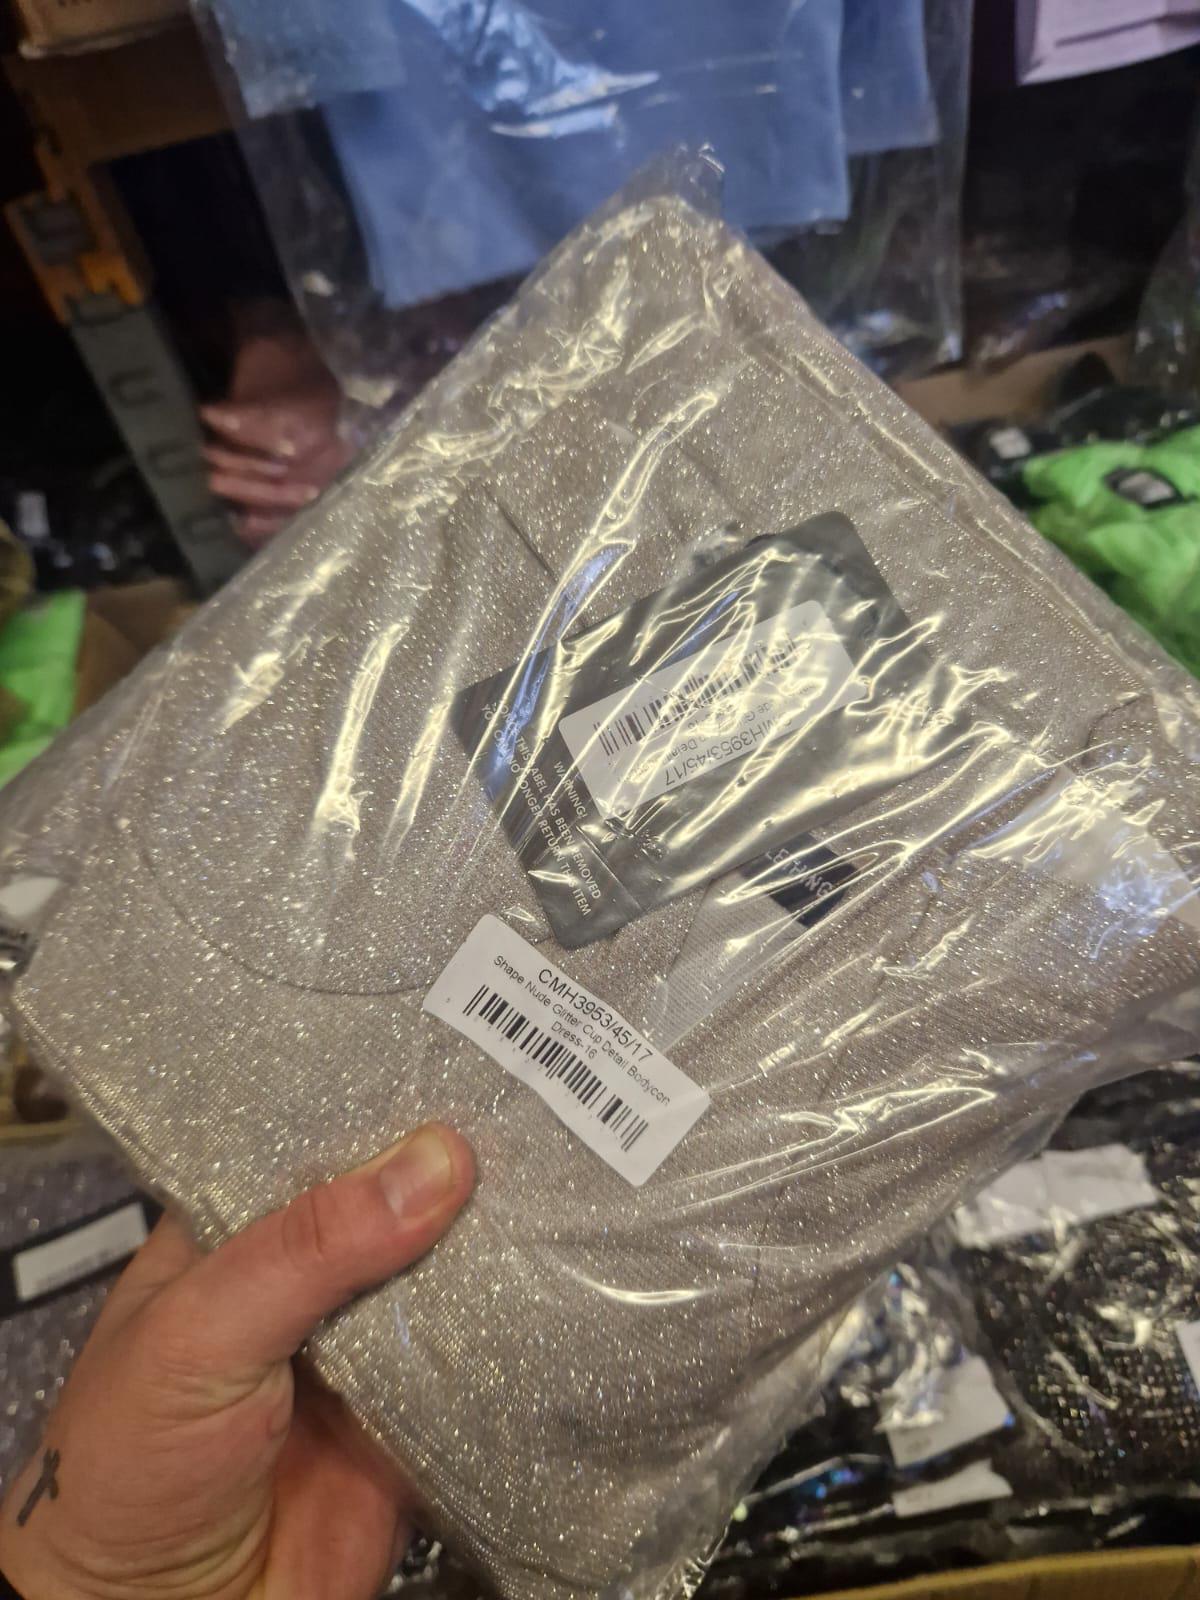 CMH3953/45/17
Shape Nude Glitter Cup Detail Bodycon
Dress-16
WARNING!
ONCE THIS LABEL HAS BEEN REMOVED
YOU CAN NO LONGER RETURN THIS ITEM
CMH3953/45/17